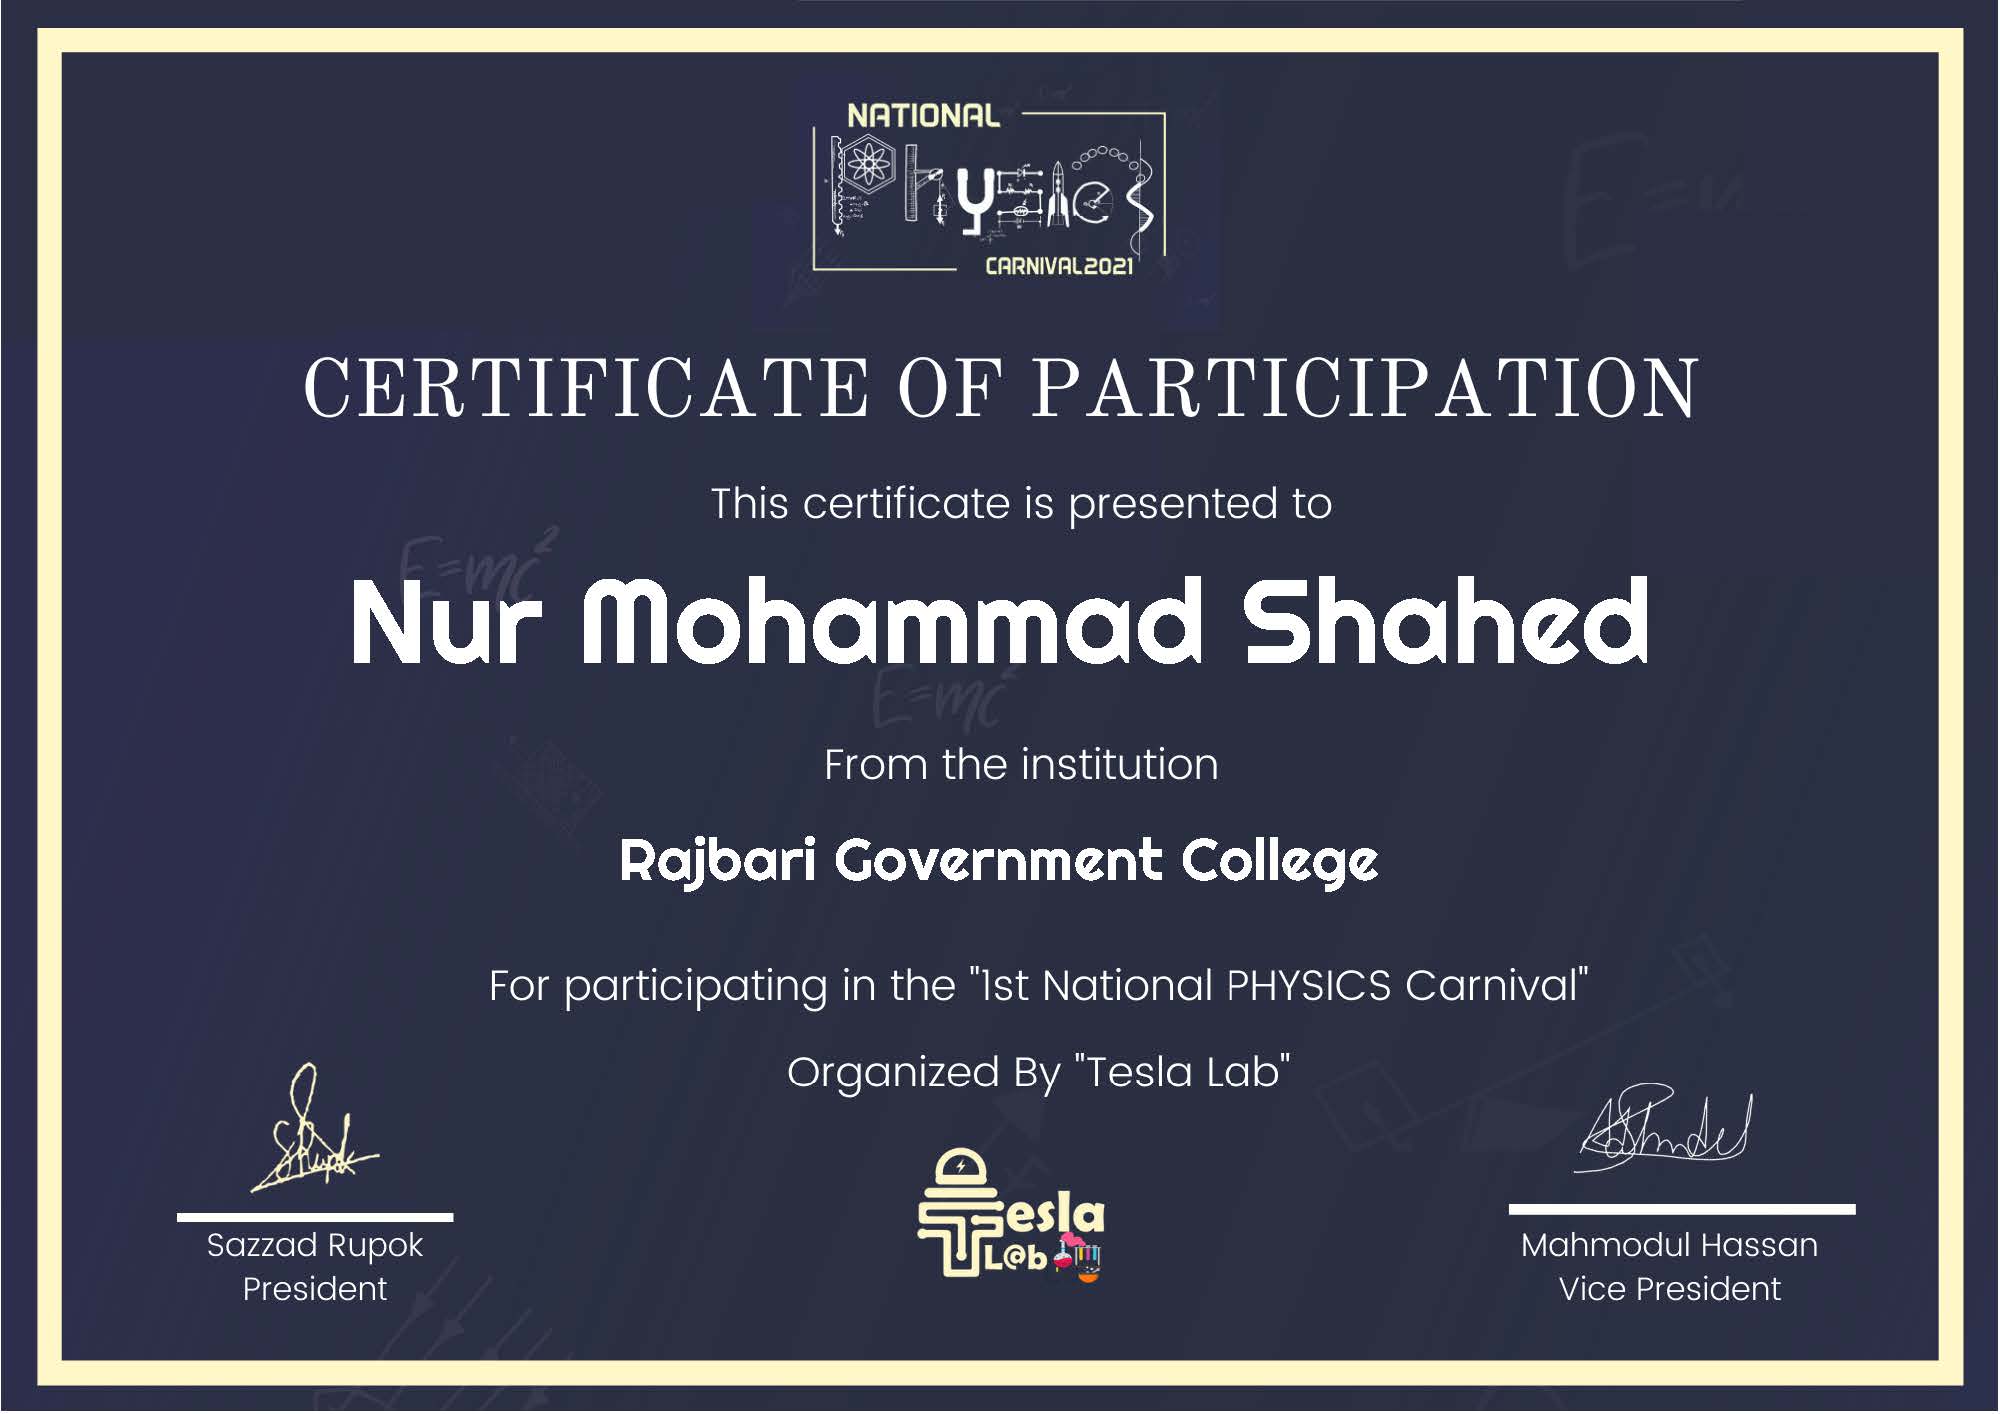 NATIONAL
Physics
CARNIVAL2021
CERTIFICATE OF PARTICIPATION
This certificate is presented to
E=mc²
Nur Mohammad Shahed
E=mc²
From the institution
Rajbari Government College
For participating in the "1st National PHYSICS Carnival"
Organized By "Tesla Lab"
Tesla
L@b
Sazzad Rupok
President
Mahmodul Hassan
Vice President